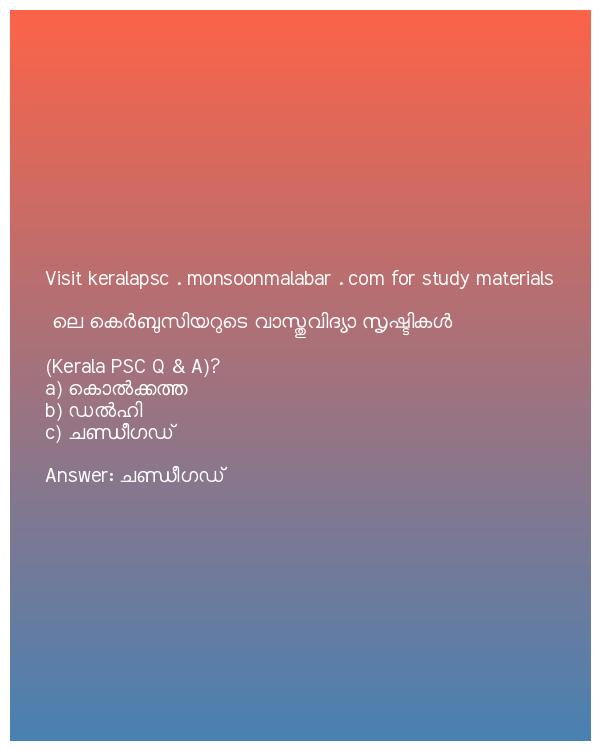 Visit keralapsc . monsoonmalabar . com for study materials
ലെ കെർബുസിയറുടെ വാസ്തുവിദ്യാ സൃഷ്ടികൾ
(Kerala PSC Q & A)?
a) കൊൽക്കത്ത
b) ഡൽഹി
c) ചണ്ഡീഗഡ്
Answer: ചണ്ഡീഗഡ്